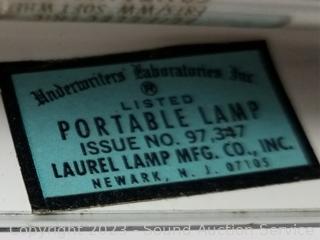 Underwriters' Laboratories, Inc.
®
LISTED
PORTABLE LAMP
ISSUE NO. 97,347
LAUREL LAMP MFG. CO., INC.
NEWARK, N. J. 07105
Copyright 2023 - Sound Auction Service